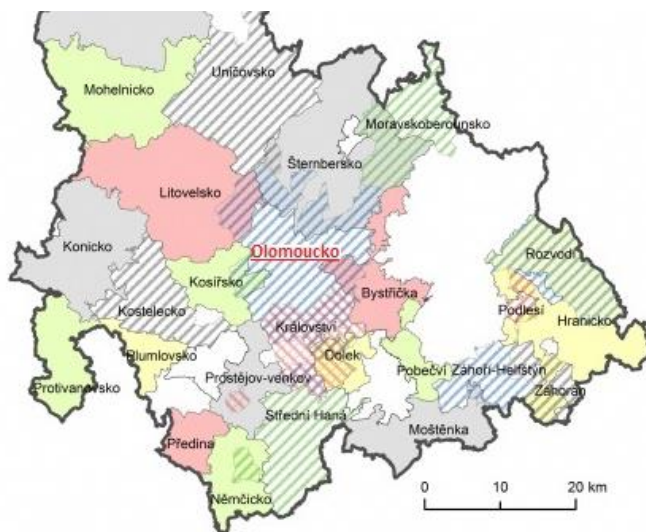 Uničovsko
Mohelnicko
Moravskoberounsko
Šternbersko
Litovelsko
Konicko
Olomoucko
Rozvodí
Kosířsko
Bystřička
Kostelecko
Podlesí
Hranicko
Království
Plumlovsko
Dolek
Pobečví
Záhoří-Helfštýn
Protivanovsko
Prostějov-venkov
Záhoran
Střední Haná
Moštěnka
Předina
Němčicko
0 10 20 km